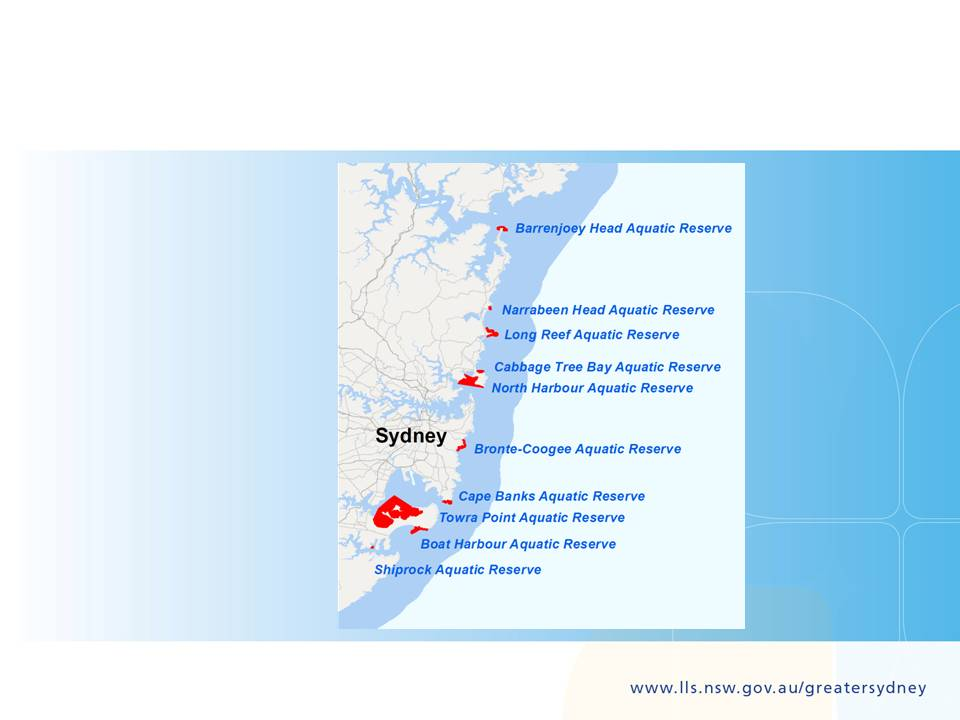 Barrenjoey Head Aquatic Reserve
Narrabeen Head Aquatic Reserve
Long Reef Aquatic Reserve
Cabbage Tree Bay Aquatic Reserve
North Harbour Aquatic Reserve
Sydney
Bronte-Coogee Aquatic Reserve
Cape Banks Aquatic Reserve
Towra Point Aquatic Reserve
Boat Harbour Aquatic Reserve
Shiprock Aquatic Reserve
www.lls.nsw.gov.au/greatersydney